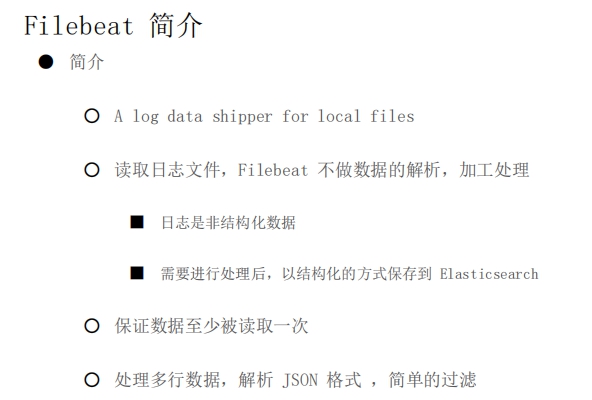 Filebeat 简介
简介
A log data shipper for local files
读取日志文件，Filebeat 不做数据的解析，加工处理
日志是非结构化数据
需要进行处理后，以结构化的方式保存到 Elasticsearch
保证数据至少被读取一次
处理多行数据，解析 JSON 格式 ，简单的过滤